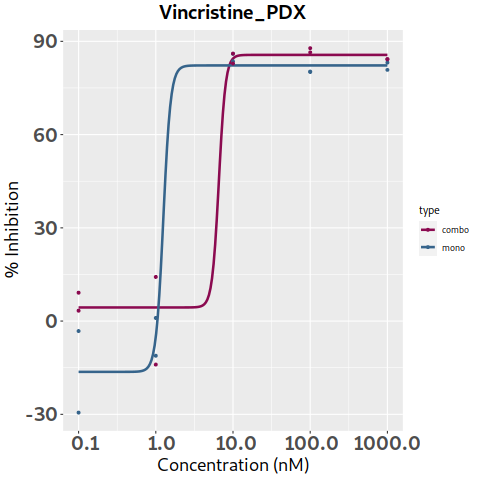 Vincristine_PDX
90
60
30
0
-30
% Inhibition
0.1 1.0 10.0 100.0 1000.0
Concentration (nM)
type
combo
mono